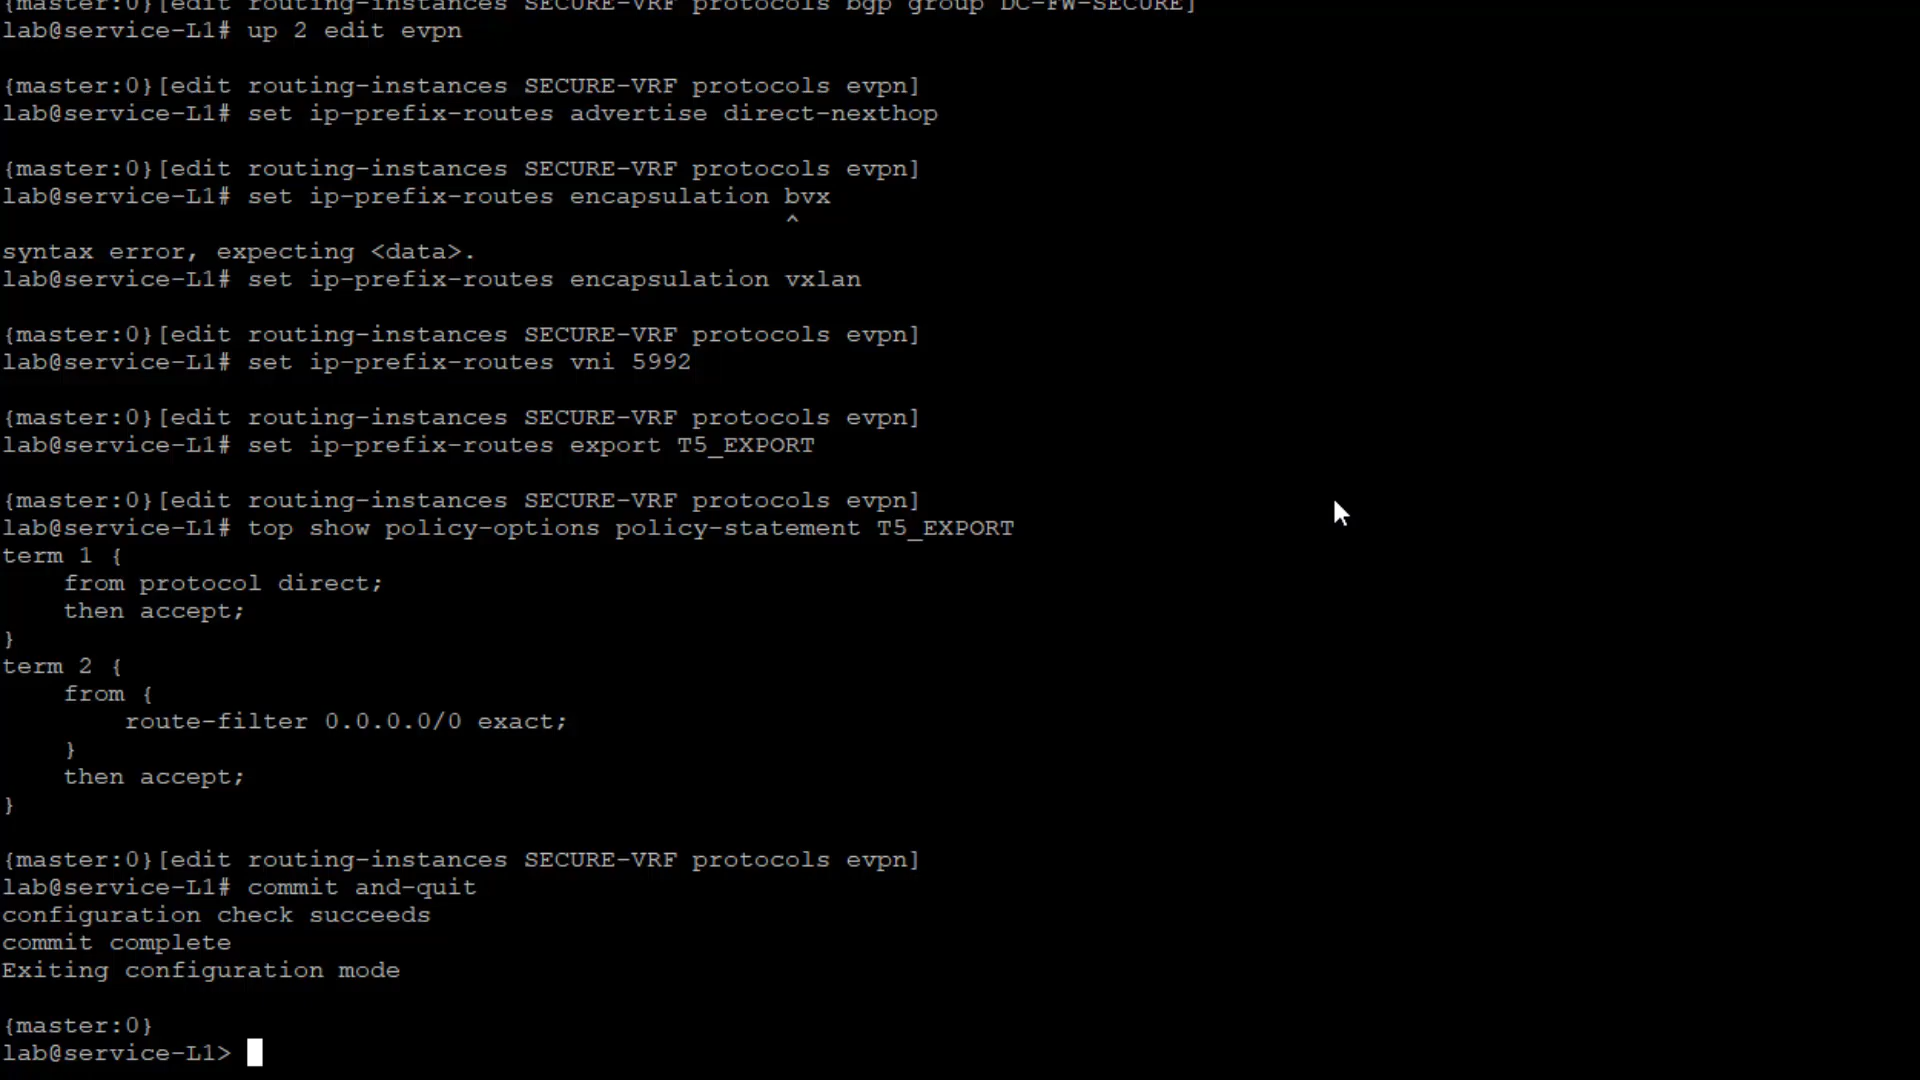 {master:0}[edit routing-instances SECURE-VRF protocols bgp group DC-FW-SECURE]
lab@service-L1# up 2 edit evpn
{master:0}[edit routing-instances SECURE-VRF protocols evpn]
lab@service-L1# set ip-prefix-routes advertise direct-nexthop
{master:0}[edit routing-instances SECURE-VRF protocols evpn]
lab@service-L1# set ip-prefix-routes encapsulation bvx
^
syntax error, expecting <data>.
lab@service-L1# set ip-prefix-routes encapsulation vxlan
{master:0}[edit routing-instances SECURE-VRF protocols evpn]
lab@service-L1# set ip-prefix-routes vni 5992
{master:0}[edit routing-instances SECURE-VRF protocols evpn]
lab@service-L1# set ip-prefix-routes export T5_EXPORT
{master:0}[edit routing-instances SECURE-VRF protocols evpn]
lab@service-L1# top show policy-options policy-statement T5_EXPORT
term 1 {
    from protocol direct;
    then accept;
}
term 2 {
    from {
        route-filter 0.0.0.0/0 exact;
    }
    then accept;
}
{master:0}[edit routing-instances SECURE-VRF protocols evpn]
lab@service-L1# commit and-quit
configuration check succeeds
commit complete
Exiting configuration mode
{master:0}
lab@service-L1>